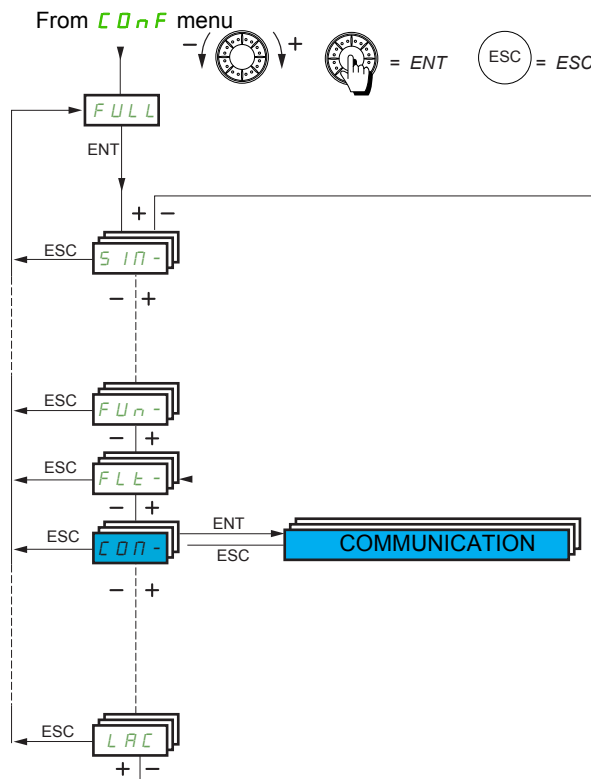 From COnF menu
- +
= ENT
ESC = ESC
FULL
ENT
+ -
ESC
SIM-
- +
ESC
FUn-
- +
ESC
FLt-
- +
ESC
COM-
ENT
ESC
COMMUNICATION
- +
ESC
LAC
+ -